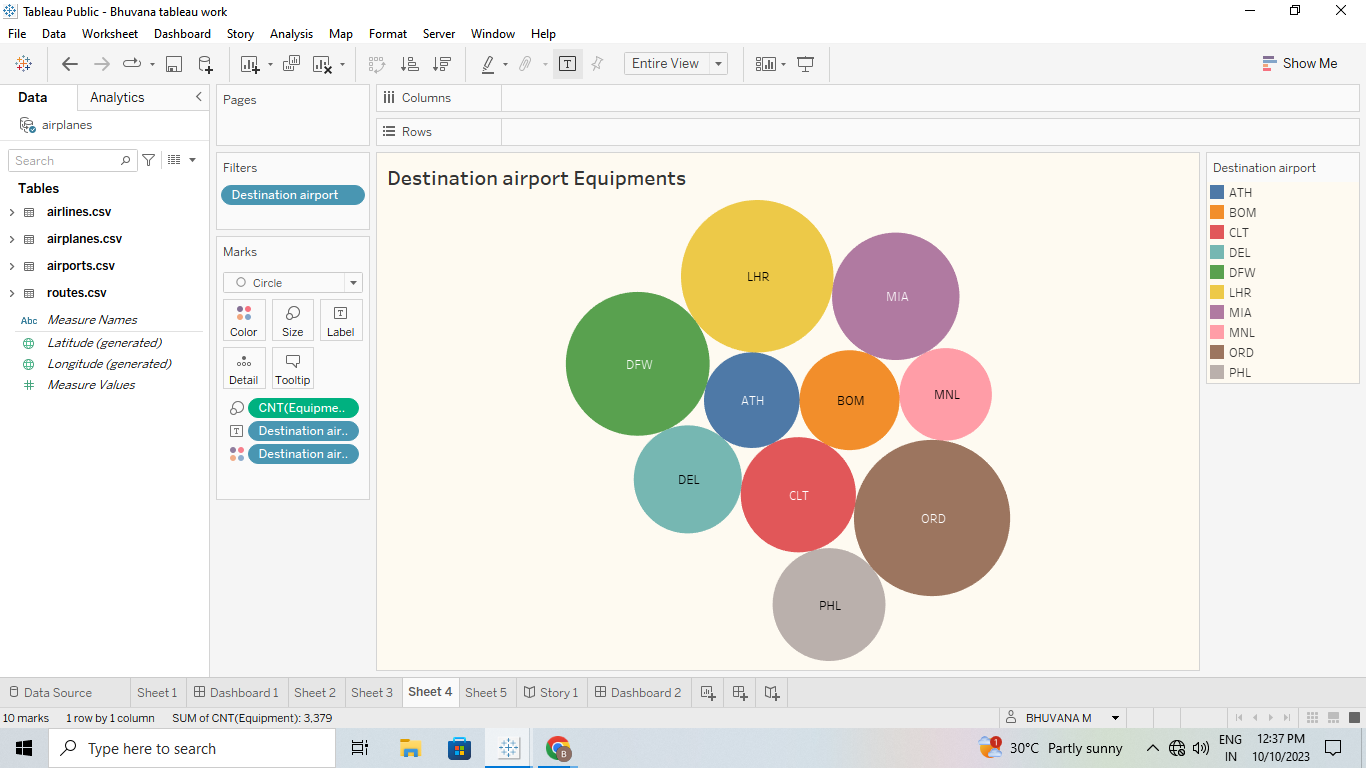 Tableau Public - Bhuvana tableau work
File Data Worksheet Dashboard Story Analysis Map Format Server Window Help
Entire View
Show Me
Data Analytics
airplanes
Search
Tables
airlines.csv
airplanes.csv
airports.csv
routes.csv
Abc Measure Names
Latitude (generated)
Longitude (generated)
Measure Values
Pages
Filters
Destination airport
Marks
Circle
Color Size Label
Detail Tooltip
CNT(Equipme..
Destination air..
Destination air..
Columns
Rows
Destination airport Equipments
LHR
MIA
DFW
ATH
BOM
MNL
DEL
CLT
ORD
PHL
Destination airport
ATH
BOM
CLT
DEL
DFW
LHR
MIA
MNL
ORD
PHL
Data Source Sheet 1 Dashboard 1 Sheet 2 Sheet 3 Sheet 4 Sheet 5 Story 1 Dashboard 2
10 marks 1 row by 1 column SUM of CNT(Equipment): 3,379 BHUVANA M
Type here to search
B
1
30°C Partly sunny
ENG
IN
12:37 PM
10/10/2023